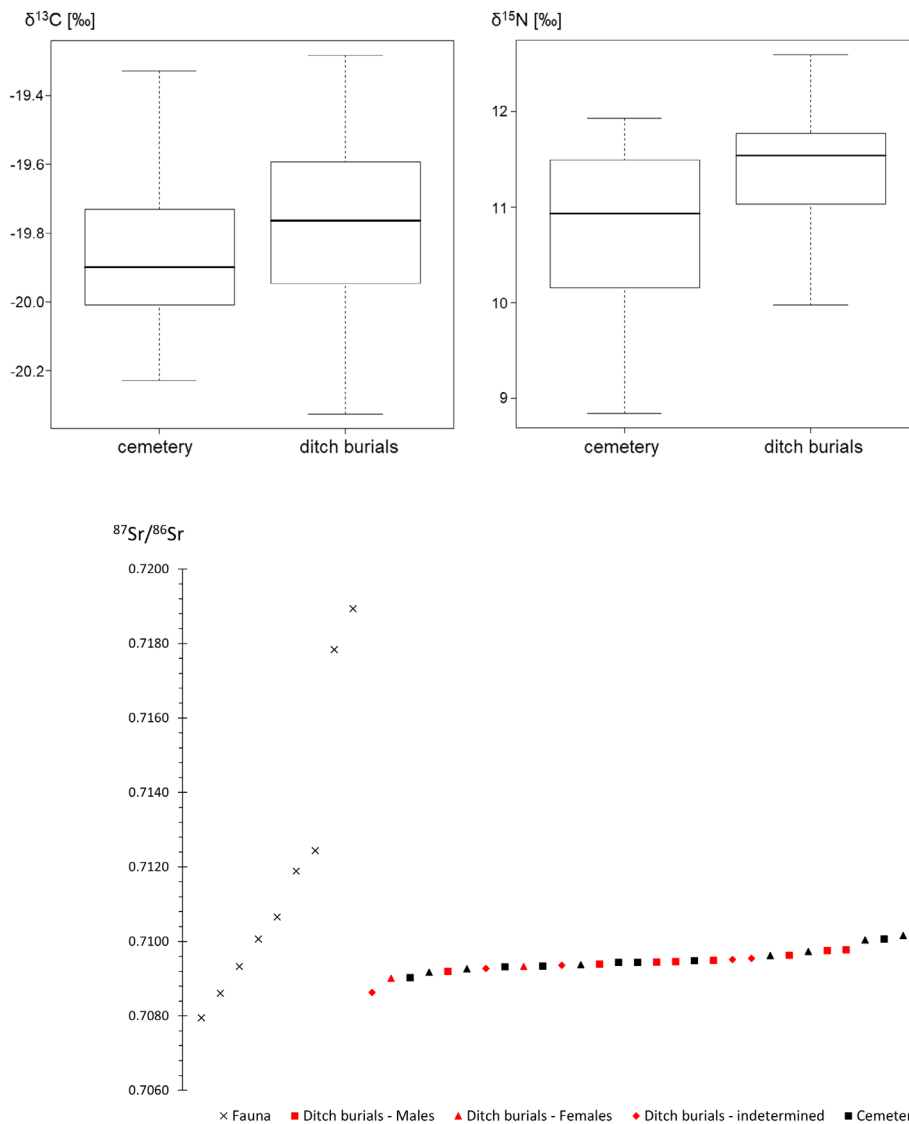 δ¹³C [‰]
-19.4
-19.6
-19.8
-20.0
-20.2
cemetery ditch burials
δ¹⁵N [‰]
12
11
10
9
cemetery ditch burials
⁸⁷Sr/⁸⁶Sr
0.7200
0.7180
0.7160
0.7140
0.7120
0.7100
0.7080
0.7060
Fauna Ditch burials - Males Ditch burials - Females Ditch burials - indetermined Cemeter